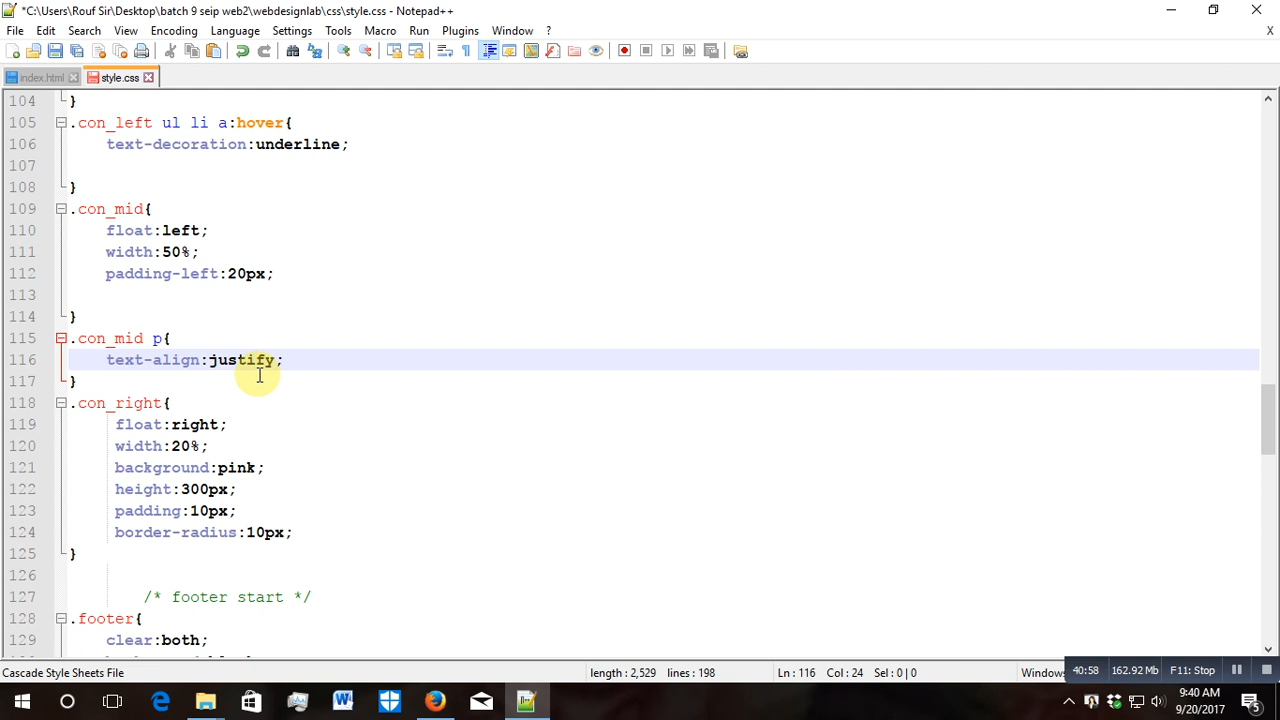 *C:\Users\Rouf Sir\Desktop\batch 9 seip web2\webdesignlab\css\style.css - Notepad++
File Edit Search View Encoding Language Settings Tools Macro Run Plugins Window ? X
index.html style.css
104 }
105 .con_left ul li a:hover{
106 text-decoration:underline;
107
108 }
109 .con_mid{
110 float:left;
111 width:50%;
112 padding-left:20px;
113
114 }
115 .con_mid p{
116 text-align:justify;
117 }
118 .con_right{
119 float:right;
120 width:20%;
121 background:pink;
122 height:300px;
123 padding:10px;
124 border-radius:10px;
125 }
126
127 /* footer start */
128 .footer{
129 clear:both;
Cascade Style Sheets File length : 2,529 lines : 198 Ln : 116 Col : 24 Sel : 0 | 0 Windows 40:58 162.92 Mb F11: Stop
9:40 AM
9/20/2017